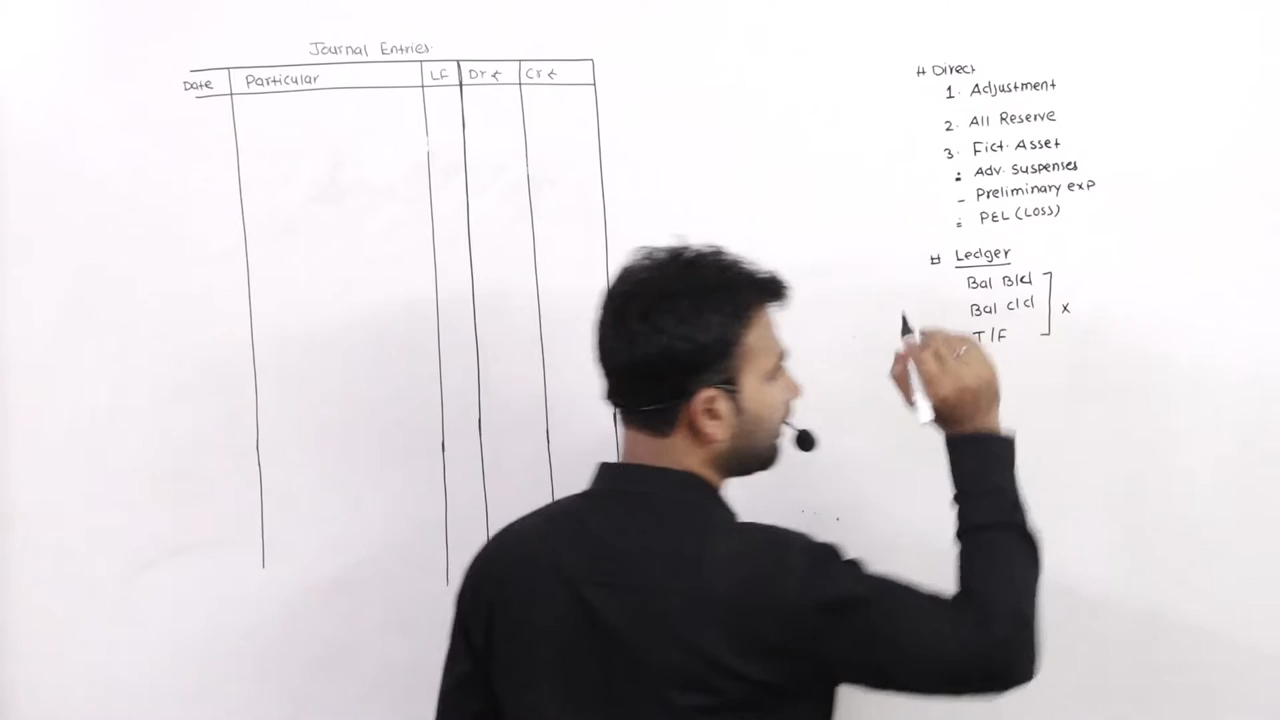 Journal Entries
Date Particular LF Dr ₹ Cr ₹
# Direct
1. Adjustment
2. All Reserve
3. Fict. Asset
: Adv. Suspenses
- Preliminary exp
= P&L (Loss)
# Ledger
Bal B/d
Bal c/d
T/F
x